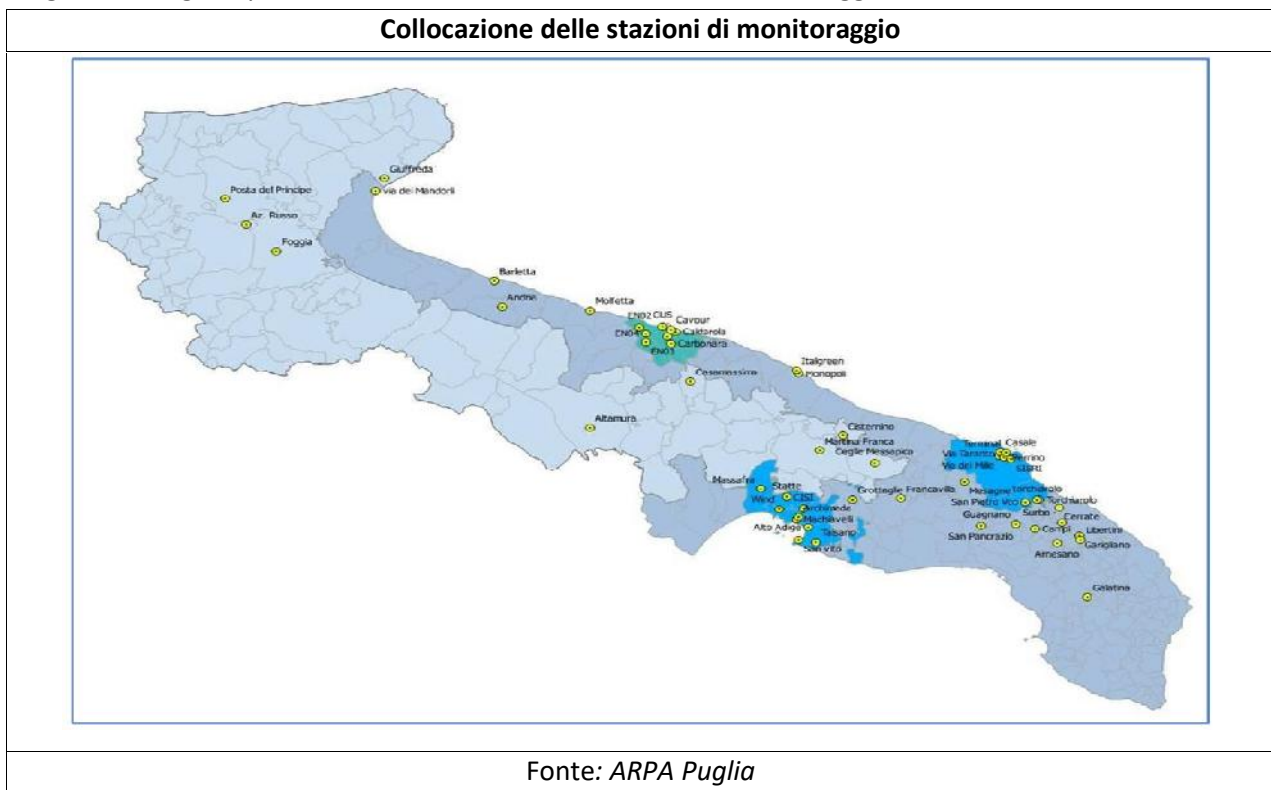 Collocazione delle stazioni di monitoraggio
Giuffreda
via dei Mandorli
Posta del Principe
Az. Russo
Foggia
Barletta
Andria
Molfetta
EN02 CUS
Cavour
EN04
Caldarola
Carbonara
EN03
Casamassima
Italgreen
Monopoli
Altamura
Cisternino
Martina Franca
Ceglie Messapica
Terminal
Casale
Via Taranto
Perrino
Via dei Mille
SISRI
Massafra
Statte
Grottaglie
Francavilla
Mesagne
Torchiarolo
Wind
CISI
San Pietro Vco
Torchiarolo
Archimede
Guagnano
Surbo
Cerrate
Machiavelli
Alto Adige
Talsano
San Pancrazio
Campi
Libertini
San Vito
Arnesano
Garigliano
Galatina
Fonte: ARPA Puglia